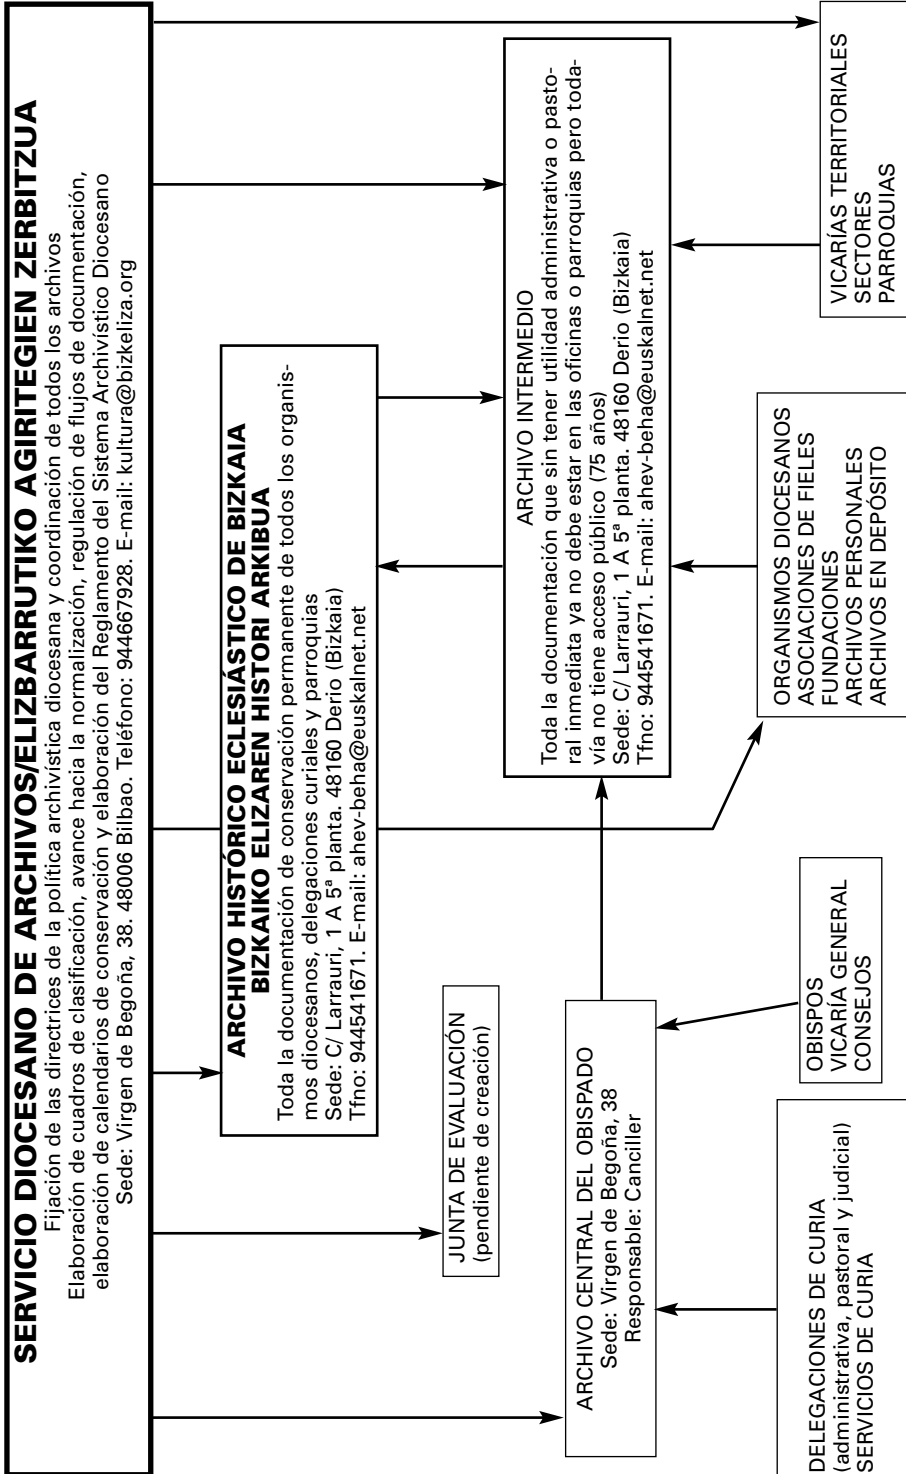 SERVICIO DIOCESANO DE ARCHIVOS/ELIZBARRUTIKO AGIRITEGIEN ZERBITZUA
Fijación de las directrices de la política archivística diocesana y coordinación de todos los archivos
Elaboración de cuadros de clasificación, avance hacia la normalización, regulación de flujos de documentación,
elaboración de calendarios de conservación y elaboración del Reglamento del Sistema Archivístico Diocesano
Sede: Virgen de Begoña, 38. 48006 Bilbao. Teléfono: 944667928. E-mail: kultura@bizkeliza.org
ARCHIVO HISTÓRICO ECLESIÁSTICO DE BIZKAIA
BIZKAIKO ELIZAREN HISTORI ARKIBUA
Toda la documentación de conservación permanente de todos los organis-
mos diocesanos, delegaciones curiales y parroquias
Sede: C/ Larrauri, 1 A 5ª planta. 48160 Derio (Bizkaia)
Tfno: 944541671. E-mail: ahev-beha@euskalnet.net
JUNTA DE EVALUACIÓN
(pendiente de creación)
ARCHIVO INTERMEDIO
Toda la documentación que sin tener utilidad administrativa o pasto-
ral inmediata ya no debe estar en las oficinas o parroquias pero toda-
vía no tiene acceso público (75 años)
Sede: C/ Larrauri, 1 A 5ª planta. 48160 Derio (Bizkaia)
Tfno: 944541671. E-mail: ahev-beha@euskalnet.net
ARCHIVO CENTRAL DEL OBISPADO
Sede: Virgen de Begoña, 38
Responsable: Canciller
DELEGACIONES DE CURIA
(administrativa, pastoral y judicial)
SERVICIOS DE CURIA
OBISPOS
VICARÍA GENERAL
CONSEJOS
ORGANISMOS DIOCESANOS
ASOCIACIONES DE FIELES
FUNDACIONES
ARCHIVOS PERSONALES
ARCHIVOS EN DEPÓSITO
VICARÍAS TERRITORIALES
SECTORES
PARROQUIAS